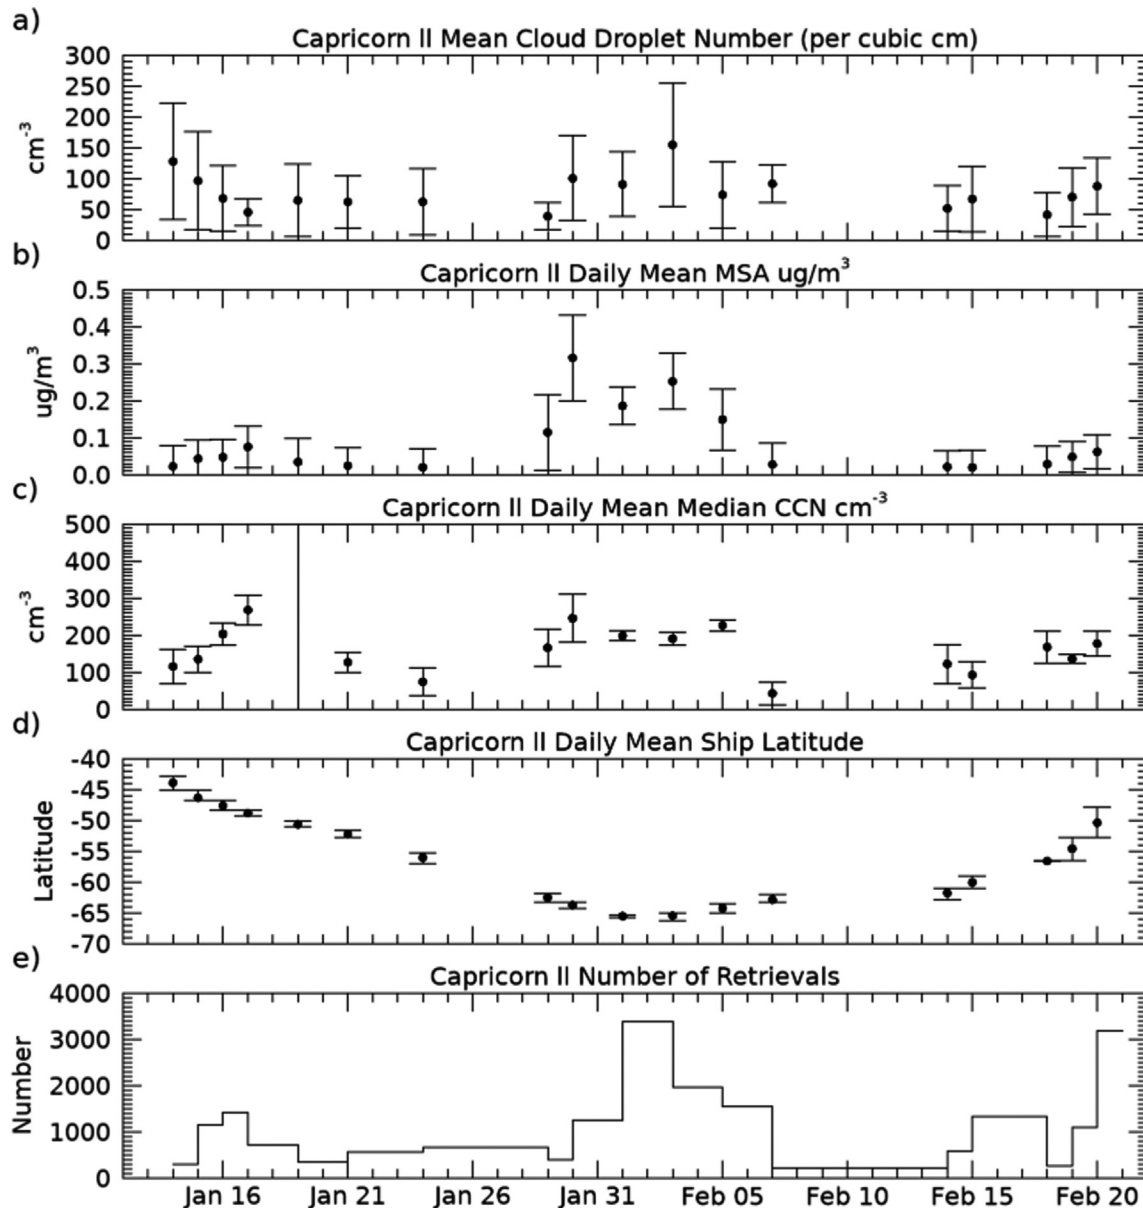 a)
Capricorn II Mean Cloud Droplet Number (per cubic cm)
300
250
200
150
100
50
0
cm⁻³
b)
Capricorn II Daily Mean MSA ug/m³
0.5
0.4
0.3
0.2
0.1
0.0
ug/m³
c)
Capricorn II Daily Mean Median CCN cm⁻³
500
400
300
200
100
0
cm⁻³
d)
Capricorn II Daily Mean Ship Latitude
-40
-45
-50
-55
-60
-65
-70
Latitude
e)
Capricorn II Number of Retrievals
4000
3000
2000
1000
0
Number
Jan 16 Jan 21 Jan 26 Jan 31 Feb 05 Feb 10 Feb 15 Feb 20